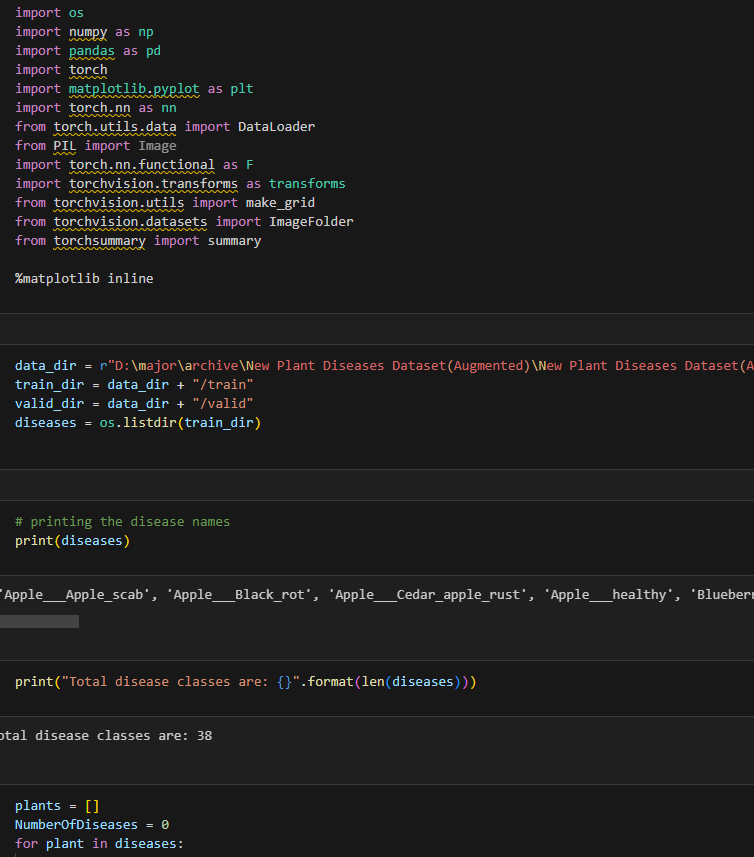 import os
import numpy as np
import pandas as pd
import torch
import matplotlib.pyplot as plt
import torch.nn as nn
from torch.utils.data import DataLoader
from PIL import Image
import torch.nn.functional as F
import torchvision.transforms as transforms
from torchvision.utils import make_grid
from torchvision.datasets import ImageFolder
from torchsummary import summary
%matplotlib inline
data_dir = r"D:\major\archive\New Plant Diseases Dataset(Augmented)\New Plant Diseases Dataset(A
train_dir = data_dir + "/train"
valid_dir = data_dir + "/valid"
diseases = os.listdir(train_dir)
# printing the disease names
print(diseases)
'Apple___Apple_scab', 'Apple___Black_rot', 'Apple___Cedar_apple_rust', 'Apple___healthy', 'Blueber
print("Total disease classes are: {}".format(len(diseases)))
otal disease classes are: 38
plants = []
NumberOfDiseases = 0
for plant in diseases: